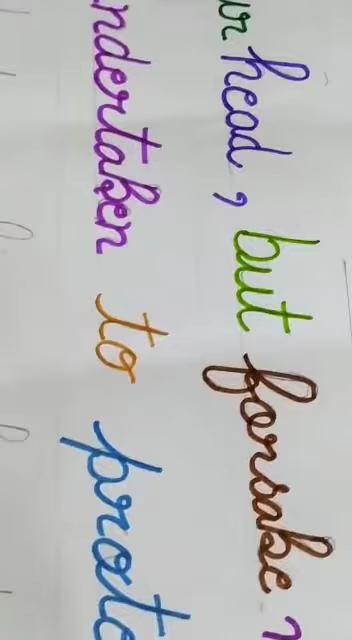 ur head, but forsake
ndertaken to prote